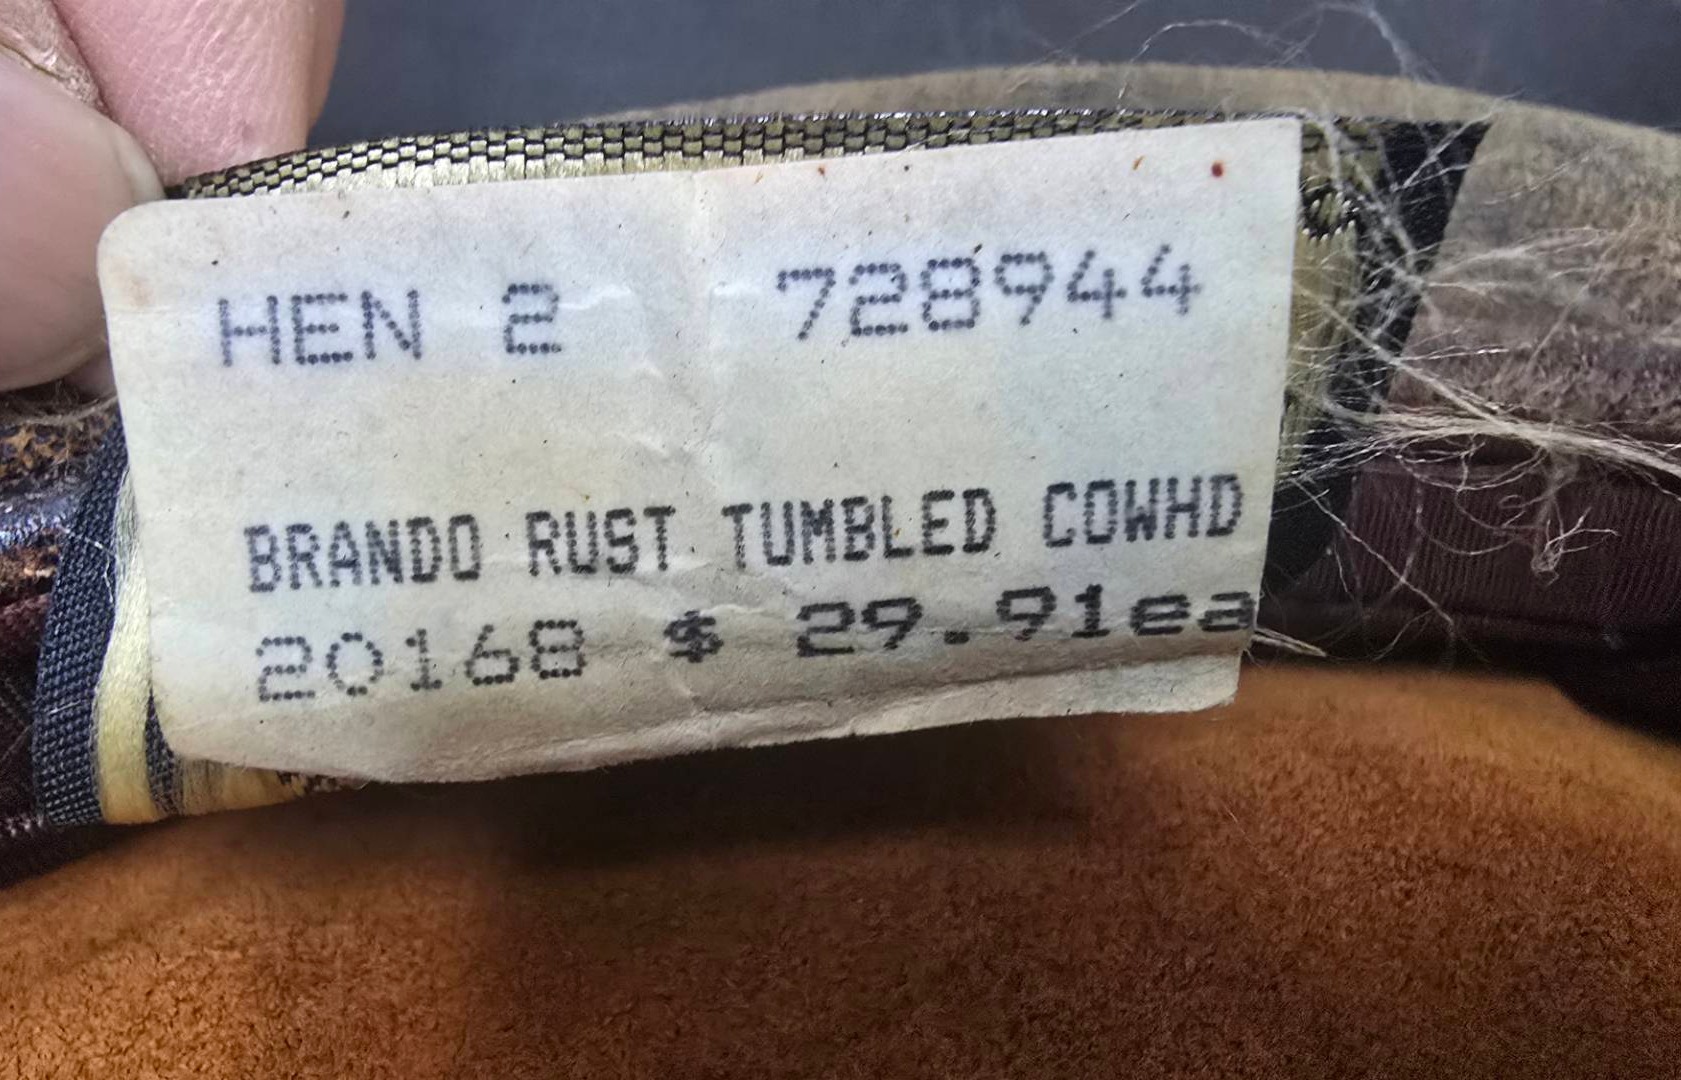 HEN 2 728944
BRANDO RUST TUMBLED COWHD
20168 $ 29.91ea